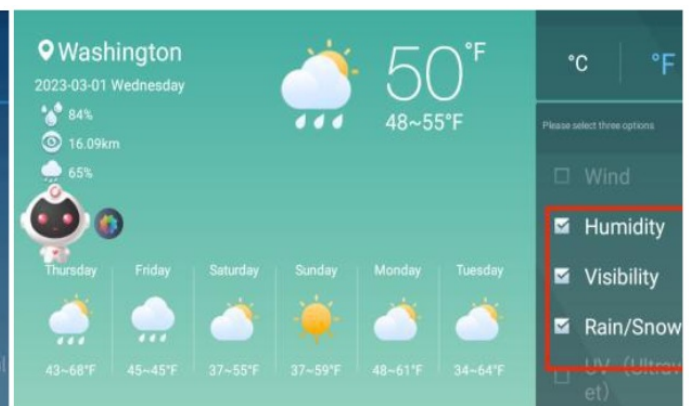 Washington
2023-03-01 Wednesday
84%
16.09km
65%
50°F
48~55°F
Thursday
Friday
Saturday
Sunday
Monday
Tuesday
43~68°F
45~45°F
37~55°F
37~59°F
48~61°F
34~64°F
°C
°F
Please select three options
Wind
Humidity
Visibility
Rain/Snow
UV (Ultrav
et)